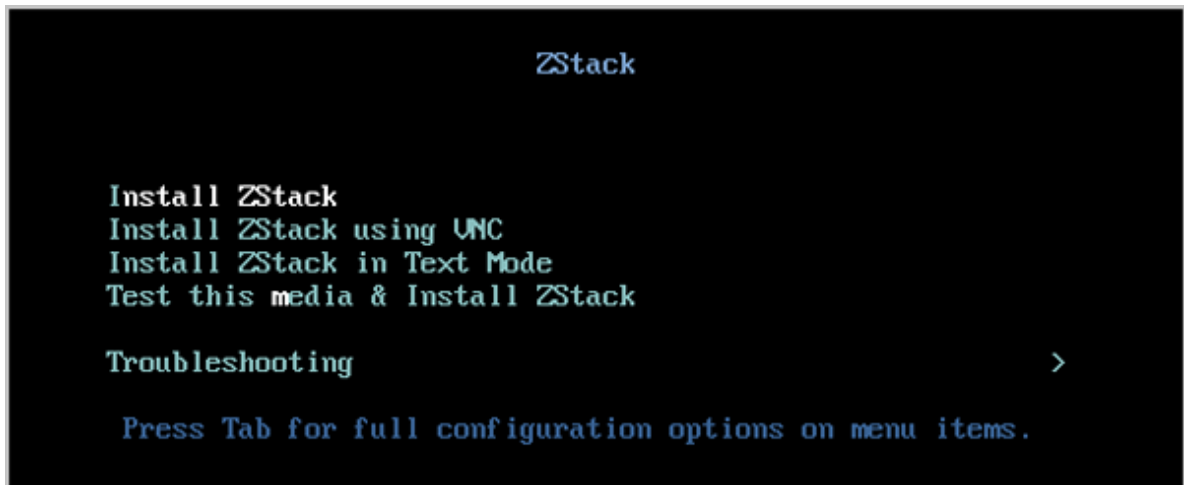 ZStack
Install ZStack
Install ZStack using VNC
Install ZStack in Text Mode
Test this media & Install ZStack
Troubleshooting >
Press Tab for full configuration options on menu items.